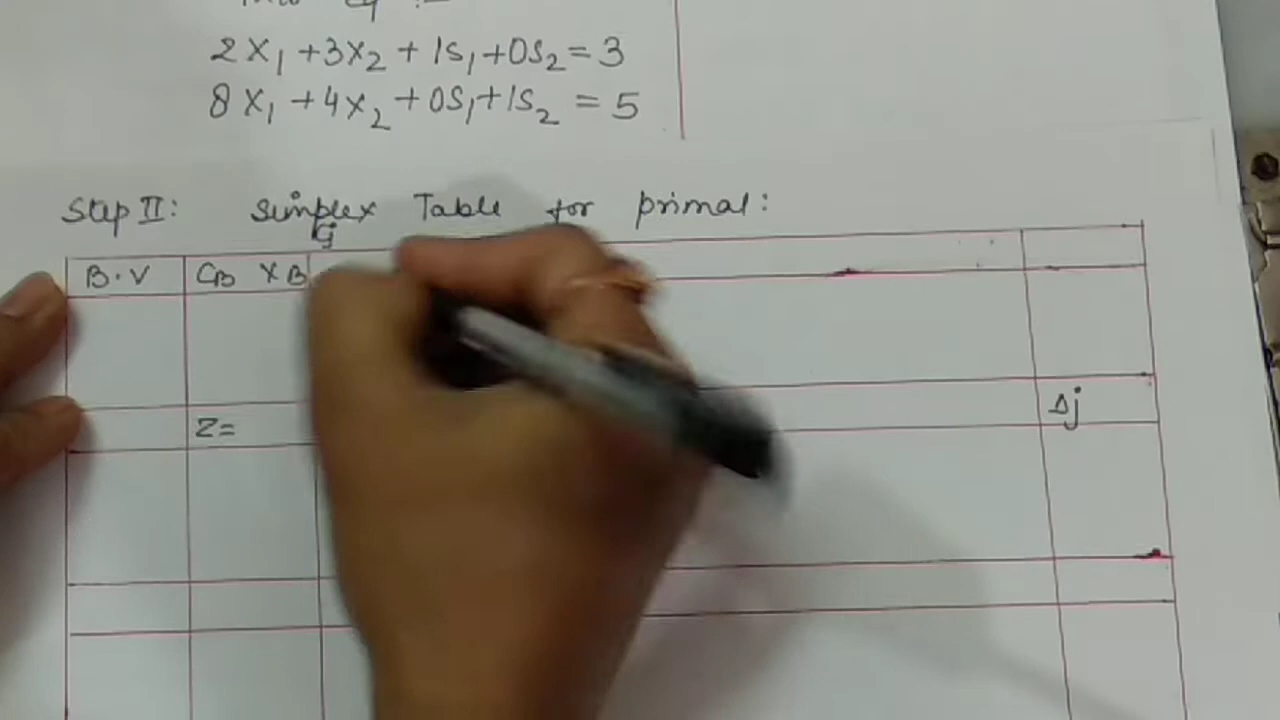 2x₁ + 3x₂ + 1s₁ + 0s₂ = 3
8x₁ + 4x₂ + 0s₁ + 1s₂ = 5
Step II: Simplex Table for primal:
Cj
B.V CB XB
Z= Δj